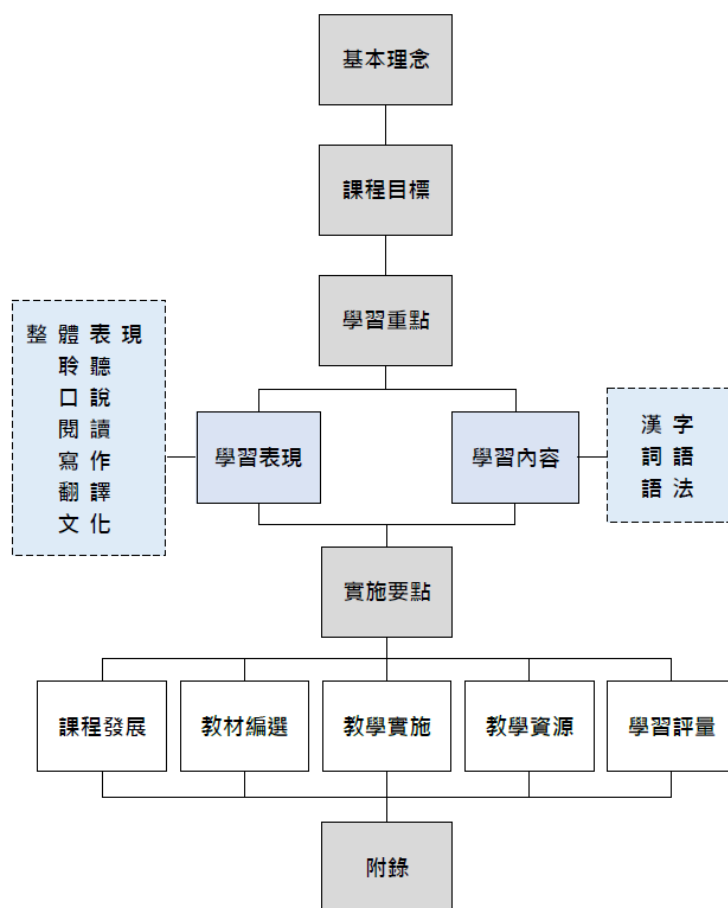 基本理念
課程目標
學習重點
整體表現
聆聽
口說
閱讀
寫作
翻譯
文化
學習表現
學習內容
漢字
詞語
語法
實施要點
課程發展
教材編選
教學實施
教學資源
學習評量
附錄